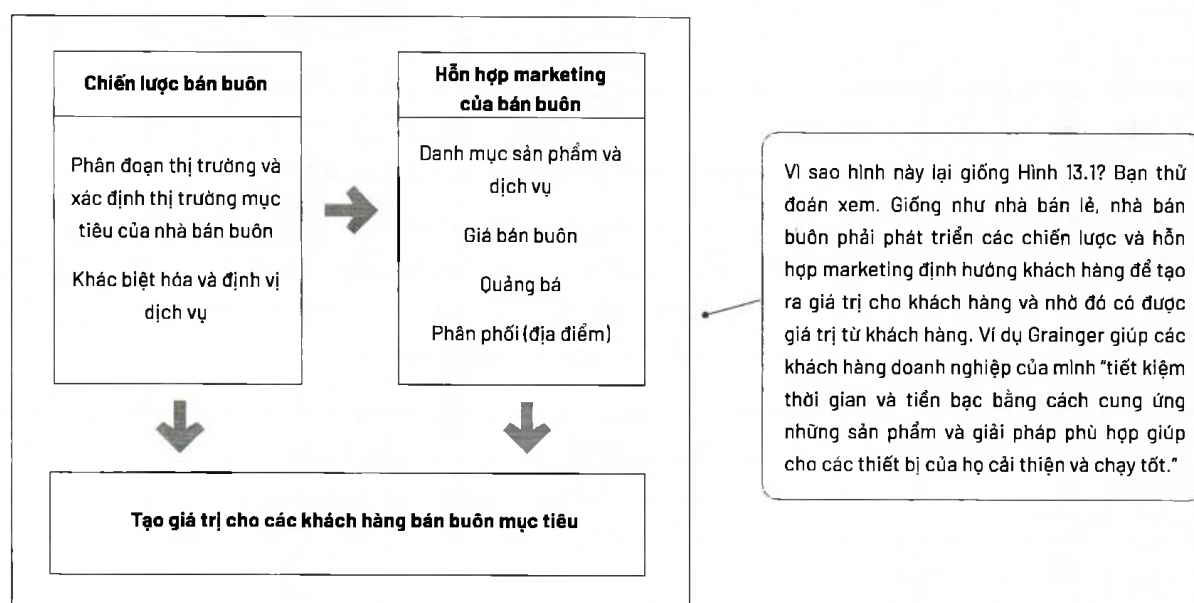 Chiến lược bán buôn
Phân đoạn thị trường và
xác định thị trường mục
tiêu của nhà bán buôn
Khác biệt hóa và định vị
dịch vụ
Hỗn hợp marketing
của bán buôn
Danh mục sản phẩm và
dịch vụ
Giá bán buôn
Quảng bá
Phân phối (địa điểm)
Tạo giá trị cho các khách hàng bán buôn mục tiêu
Vì sao hình này lại giống Hình 13.1? Bạn thử
đoán xem. Giống như nhà bán lẻ, nhà bán
buôn phải phát triển các chiến lược và hỗn
hợp marketing định hướng khách hàng để tạo
ra giá trị cho khách hàng và nhờ đó có được
giá trị từ khách hàng. Ví dụ Grainger giúp các
khách hàng doanh nghiệp của mình "tiết kiệm
thời gian và tiền bạc bằng cách cung ứng
những sản phẩm và giải pháp phù hợp giúp
cho các thiết bị của họ cải thiện và chạy tốt."